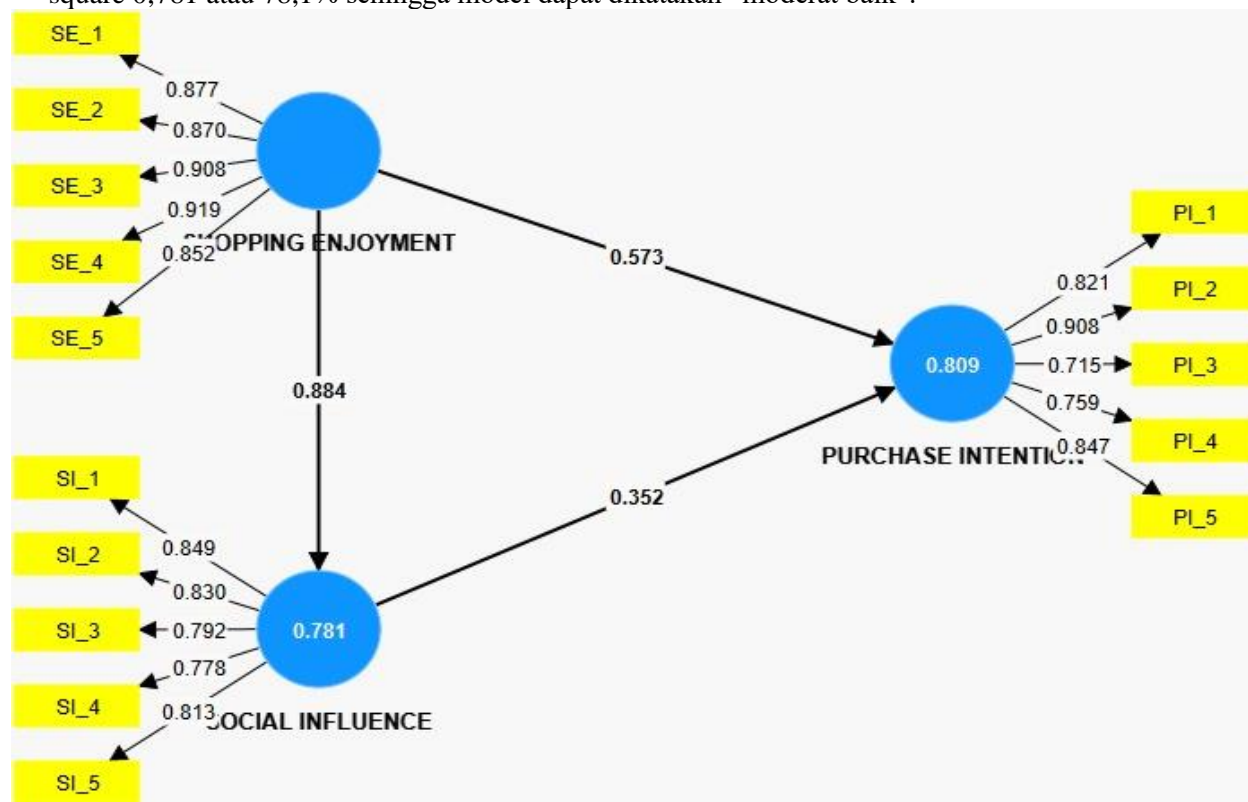 square 0,781 atau 78,1% sehingga model dapat dikatakan "moderat baik".
SE_1
0.877
SE_2
0.870
SE_3
0.908
SE_4
0.919
SE_5
0.852
SHOPPING ENJOYMENT
0.573
0.884
PI_1
0.821
PI_2
0.908
PI_3
0.715
PI_4
0.759
PI_5
0.847
0.809
PURCHASE INTENTION
0.352
SI_1
0.849
SI_2
0.830
SI_3
0.792
SI_4
0.778
SI_5
0.813
0.781
SOCIAL INFLUENCE